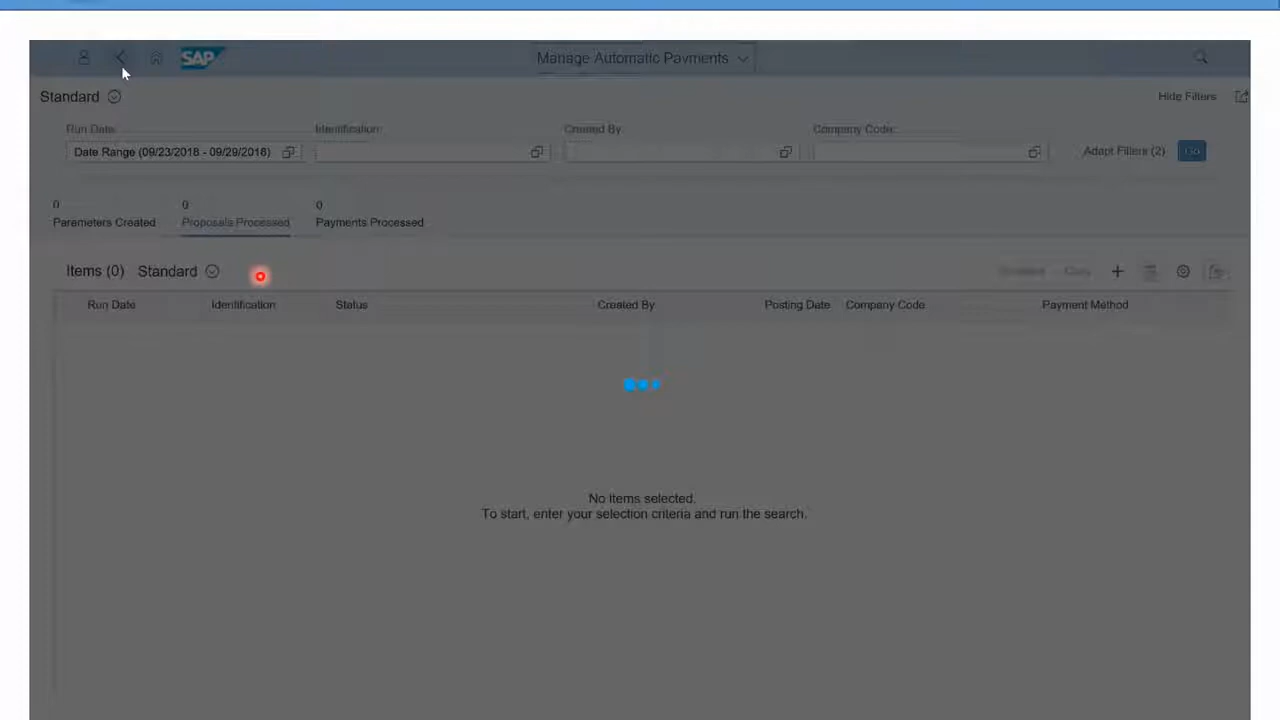 SAP
Manage Automatic Payments
Standard
Hide Filters
Run Date:
Identification:
Created By:
Company Code:
Date Range (09/23/2018 - 09/29/2018)
Adapt Filters (2)
Go
0
0
0
Parameters Created
Proposals Processed
Payments Processed
Items (0) Standard
Copy
Run Date
Identification
Status
Created By
Posting Date
Company Code
Payment Method
No items selected.
To start, enter your selection criteria and run the search.